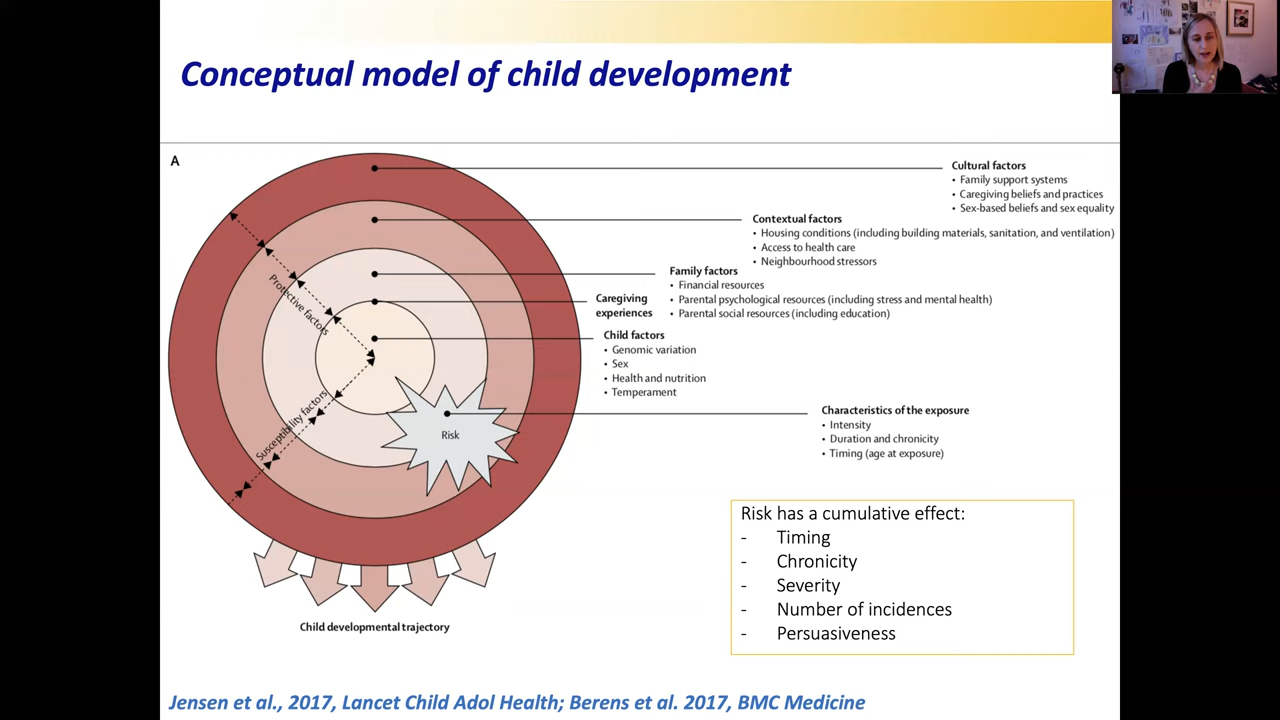 Conceptual model of child development
A
Cultural factors
• Family support systems
• Caregiving beliefs and practices
• Sex-based beliefs and sex equality
Contextual factors
• Housing conditions (including building materials, sanitation, and ventilation)
• Access to health care
• Neighbourhood stressors
Family factors
• Financial resources
• Parental psychological resources (including stress and mental health)
• Parental social resources (including education)
Caregiving
experiences
Child factors
• Genomic variation
• Sex
• Health and nutrition
• Temperament
Protective factors
Susceptibility factors
Risk
Characteristics of the exposure
• Intensity
• Duration and chronicity
• Timing (age at exposure)
Risk has a cumulative effect:
- Timing
- Chronicity
- Severity
- Number of incidences
- Persuasiveness
Child developmental trajectory
Jensen et al., 2017, Lancet Child Adol Health; Berens et al. 2017, BMC Medicine